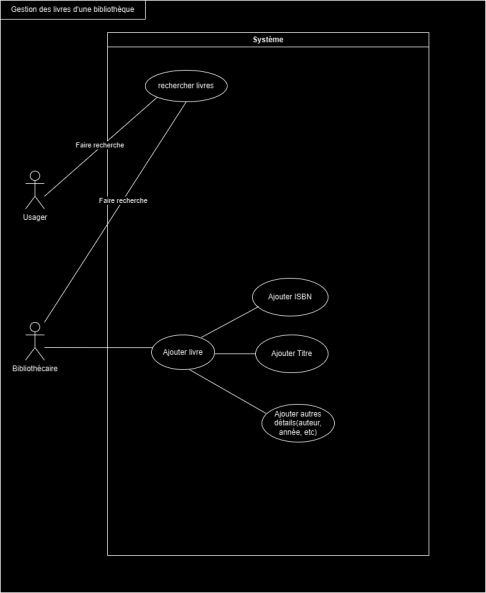 Gestion des livres d'une bibliothèque
Système
rechercher livres
Faire recherche
Faire recherche
Usager
Ajouter ISBN
Ajouter livre
Ajouter Titre
Bibliothècaire
Ajouter autres
détails(auteur,
année, etc)